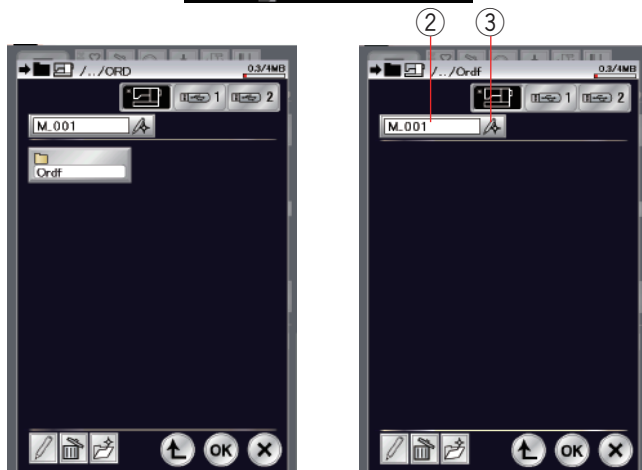 ② ③
/../ORD 0.3/4MB
1 2
M_001
Ordf
OK
/../Ordf 0.3/4MB
1 2
M_001
OK